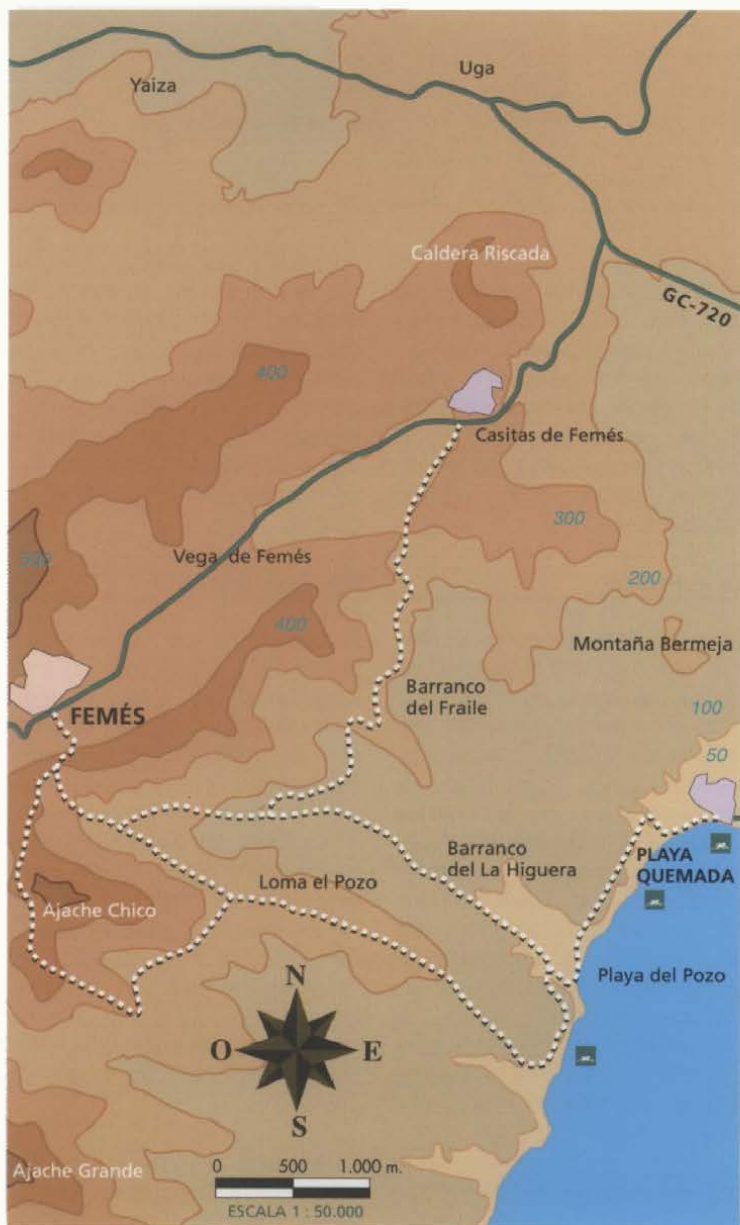 Uga
Yaiza
Caldera Riscada
GC-720
400
Casitas de Femés
300
Vega de Femés
500
200
400
Montaña Bermeja
Barranco
del Fraile
100
FEMÉS
50
Barranco
del La Higuera
PLAYA
QUEMADA
Loma el Pozo
Ajache Chico
Playa del Pozo
N
O
E
S
Ajache Grande
0 500 1.000 m.
ESCALA 1 : 50.000